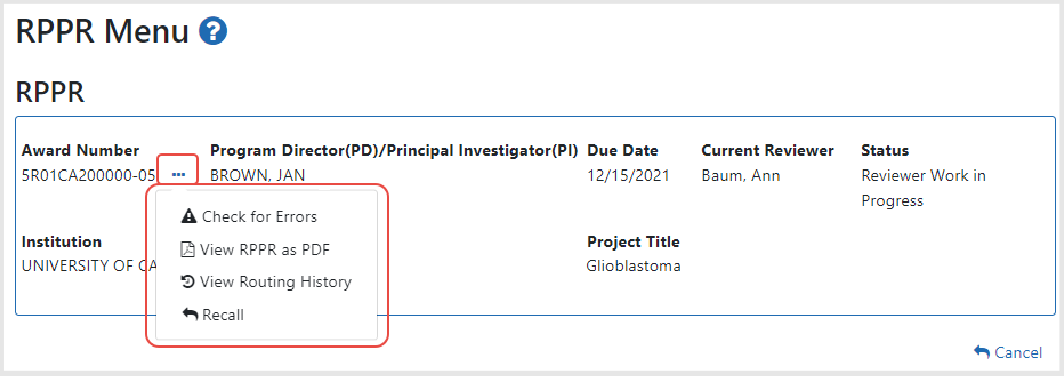 RPPR Menu ?
RPPR
Award Number Program Director(PD)/Principal Investigator(PI) Due Date Current Reviewer Status
5R01CA200000-05 ... BROWN, JAN 12/15/2021 Baum, Ann Reviewer Work in
Progress
Check for Errors
Institution Project Title
View RPPR as PDF
UNIVERSITY OF CA Glioblastoma
View Routing History
Recall
Cancel